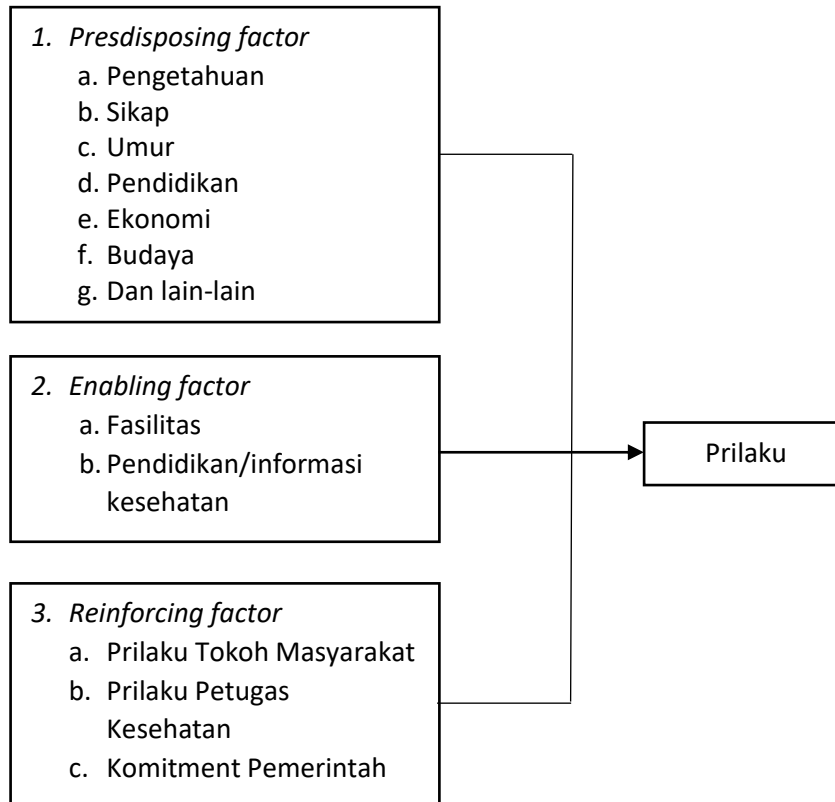 1. Presdisposing factor
a. Pengetahuan
b. Sikap
c. Umur
d. Pendidikan
e. Ekonomi
f. Budaya
g. Dan lain-lain
2. Enabling factor
a. Fasilitas
b. Pendidikan/informasi
kesehatan
Prilaku
3. Reinforcing factor
a. Prilaku Tokoh Masyarakat
b. Prilaku Petugas
Kesehatan
c. Komitment Pemerintah